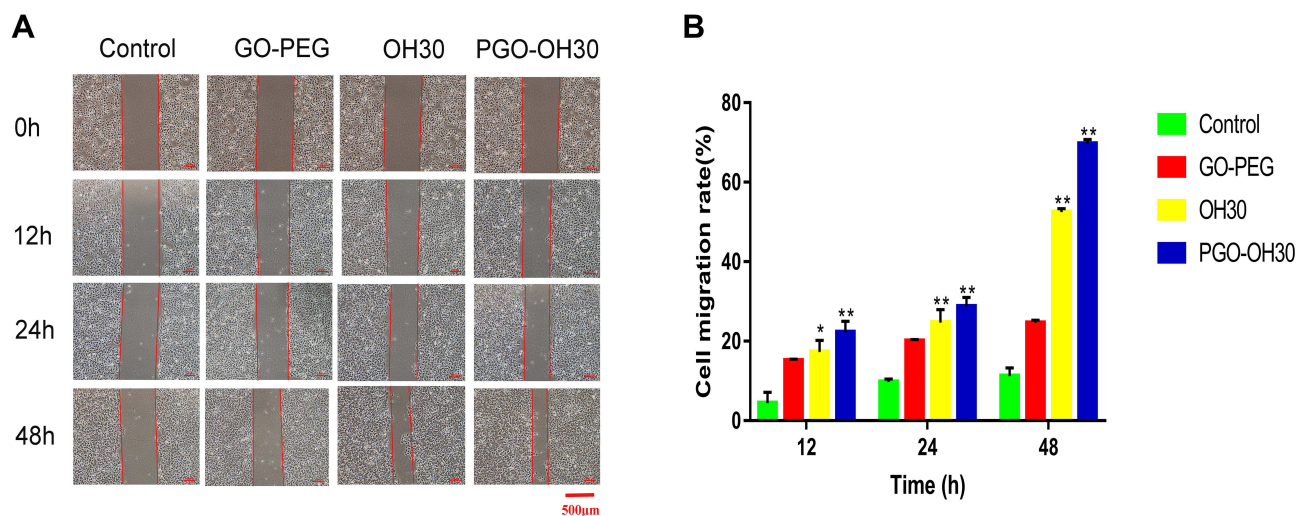 A
Control GO-PEG OH30 PGO-OH30
0h
12h
24h
48h
500μm
B
Cell migration rate(%)
80
60
40
20
0
* ** ** ** ** **
12 24 48
Time (h)
Control
GO-PEG
OH30
PGO-OH30